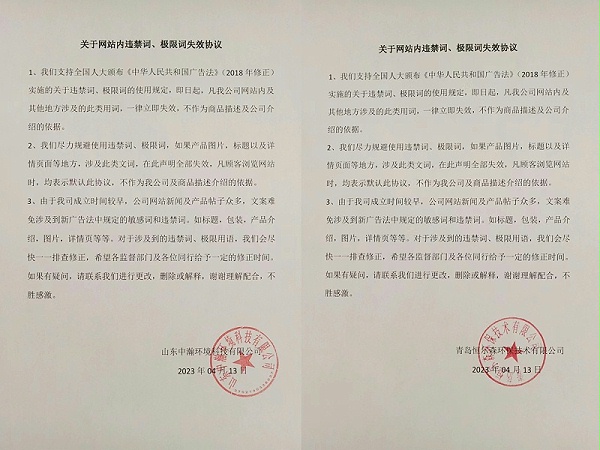 关于网站内违禁词、极限词失效协议
1、我们支持全国人大颁布《中华人民共和国广告法》（2018 年修正）
实施的关于违禁词、极限词的使用规定，即日起，凡我公司网站内及
其他地方涉及的此类用词，一律立即失效，不作为商品描述及公司介
绍的依据。
2、我们尽力规避使用违禁词、极限词，如果产品图片，标题以及详
情页面等地方，涉及此类文词，在此声明全部失效，凡顾客浏览网站
时，均表示默认此协议，不作为我公司及商品描述介绍的依据。
3、由于我司成立时间较早，公司网站新闻及产品帖子众多，文案难
免涉及到新广告法中规定的敏感词和违禁词。如标题，包装，产品介
绍，图片，详情页等等。对于涉及到的违禁词、极限用语，我们会尽
快一一排查修正，希望各监督部门及各位同行给予一定的修正时间。
如果有疑问，请联系我们进行更改，删除或解释，谢谢理解配合，不
胜感激。
山东中瀚环境科技有限公司
2023 年 04 月 13 日
关于网站内违禁词、极限词失效协议
1、我们支持全国人大颁布《中华人民共和国广告法》（2018 年修正）
实施的关于违禁词、极限词的使用规定，即日起，凡我公司网站内及
其他地方涉及的此类用词，一律立即失效，不作为商品描述及公司介
绍的依据。
2、我们尽力规避使用违禁词、极限词，如果产品图片，标题以及详
情页面等地方，涉及此类文词，在此声明全部失效，凡顾客浏览网站
时，均表示默认此协议，不作为我公司及商品描述介绍的依据。
3、由于我司成立时间较早，公司网站新闻及产品帖子众多，文案难
免涉及到新广告法中规定的敏感词和违禁词。如标题，包装，产品介
绍，图片，详情页等等。对于涉及到的违禁词、极限用语，我们会尽
快一一排查修正，希望各监督部门及各位同行给予一定的修正时间。
如果有疑问，请联系我们进行更改，删除或解释，谢谢理解配合，不
胜感激。
青岛恒尔森环保技术有限公司
2023 年 04 月 13 日